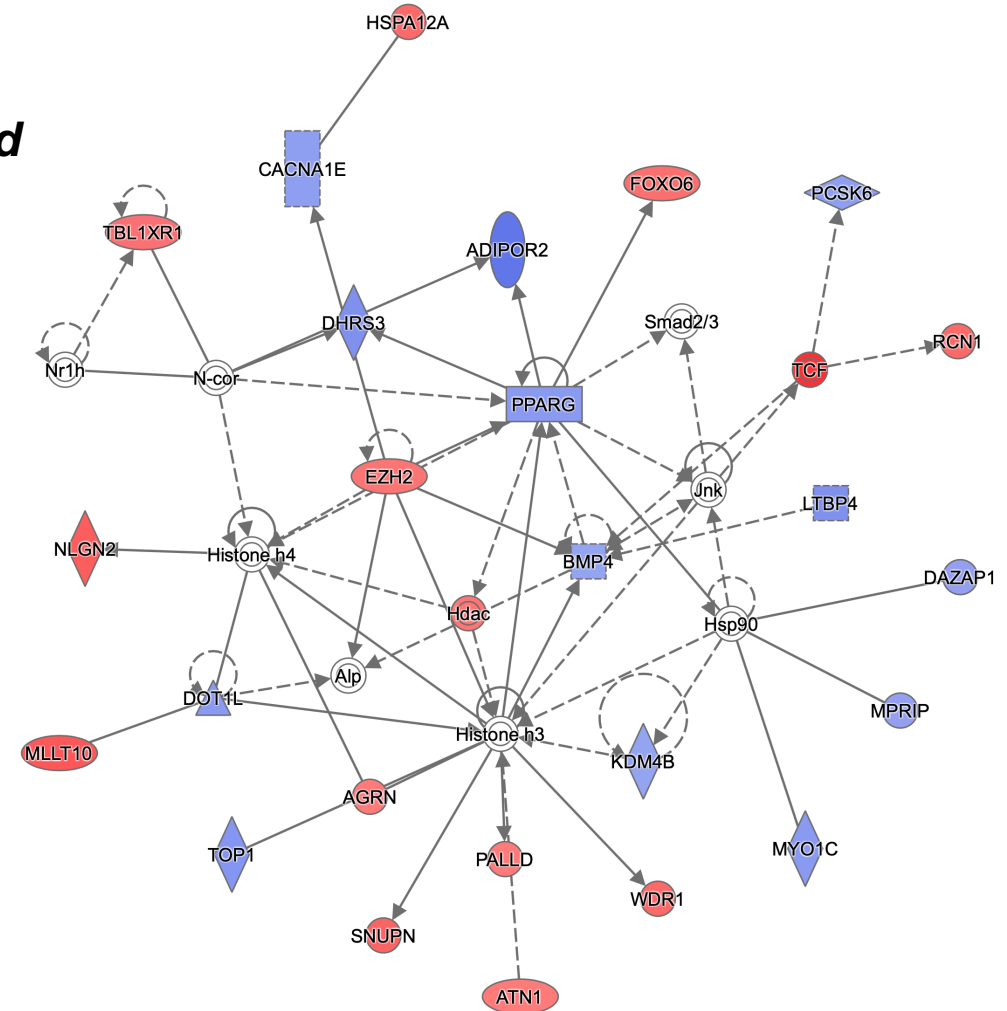 HSPA12A
d
CACNA1E
FOXO6
PCSK6
TBL1XR1
ADIPOR2
DHRS3
Smad2/3
RCN1
Nr1h
N-cor
TCF
PPARG
EZH2
Jnk
LTBP4
NLGN2
Histone h4
BMP4
DAZAP1
Hdac
Hsp90
Alp
DOT1L
MPRIP
Histone h3
MLLT10
KDM4B
AGRN
TOP1
PALLD
MYO1C
WDR1
SNUPN
ATN1